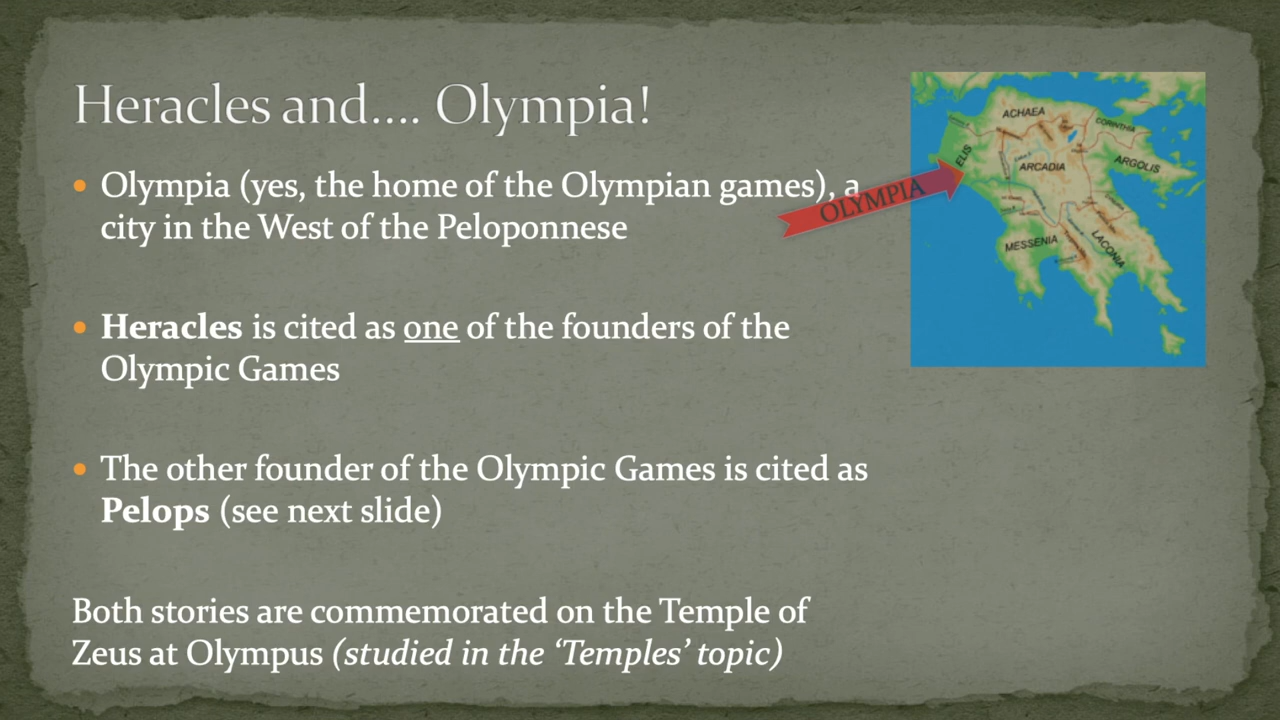 Heracles and.... Olympia!
Olympia (yes, the home of the Olympian games), a
city in the West of the Peloponnese
Heracles is cited as one of the founders of the
Olympic Games
The other founder of the Olympic Games is cited as
Pelops (see next slide)
Both stories are commemorated on the Temple of
Zeus at Olympus (studied in the ‘Temples’ topic)
OLYMPIA
ACHAEA
CORINTHIA
ELIS
ARCADIA
ARGOLIS
MESSENIA
LACONIA